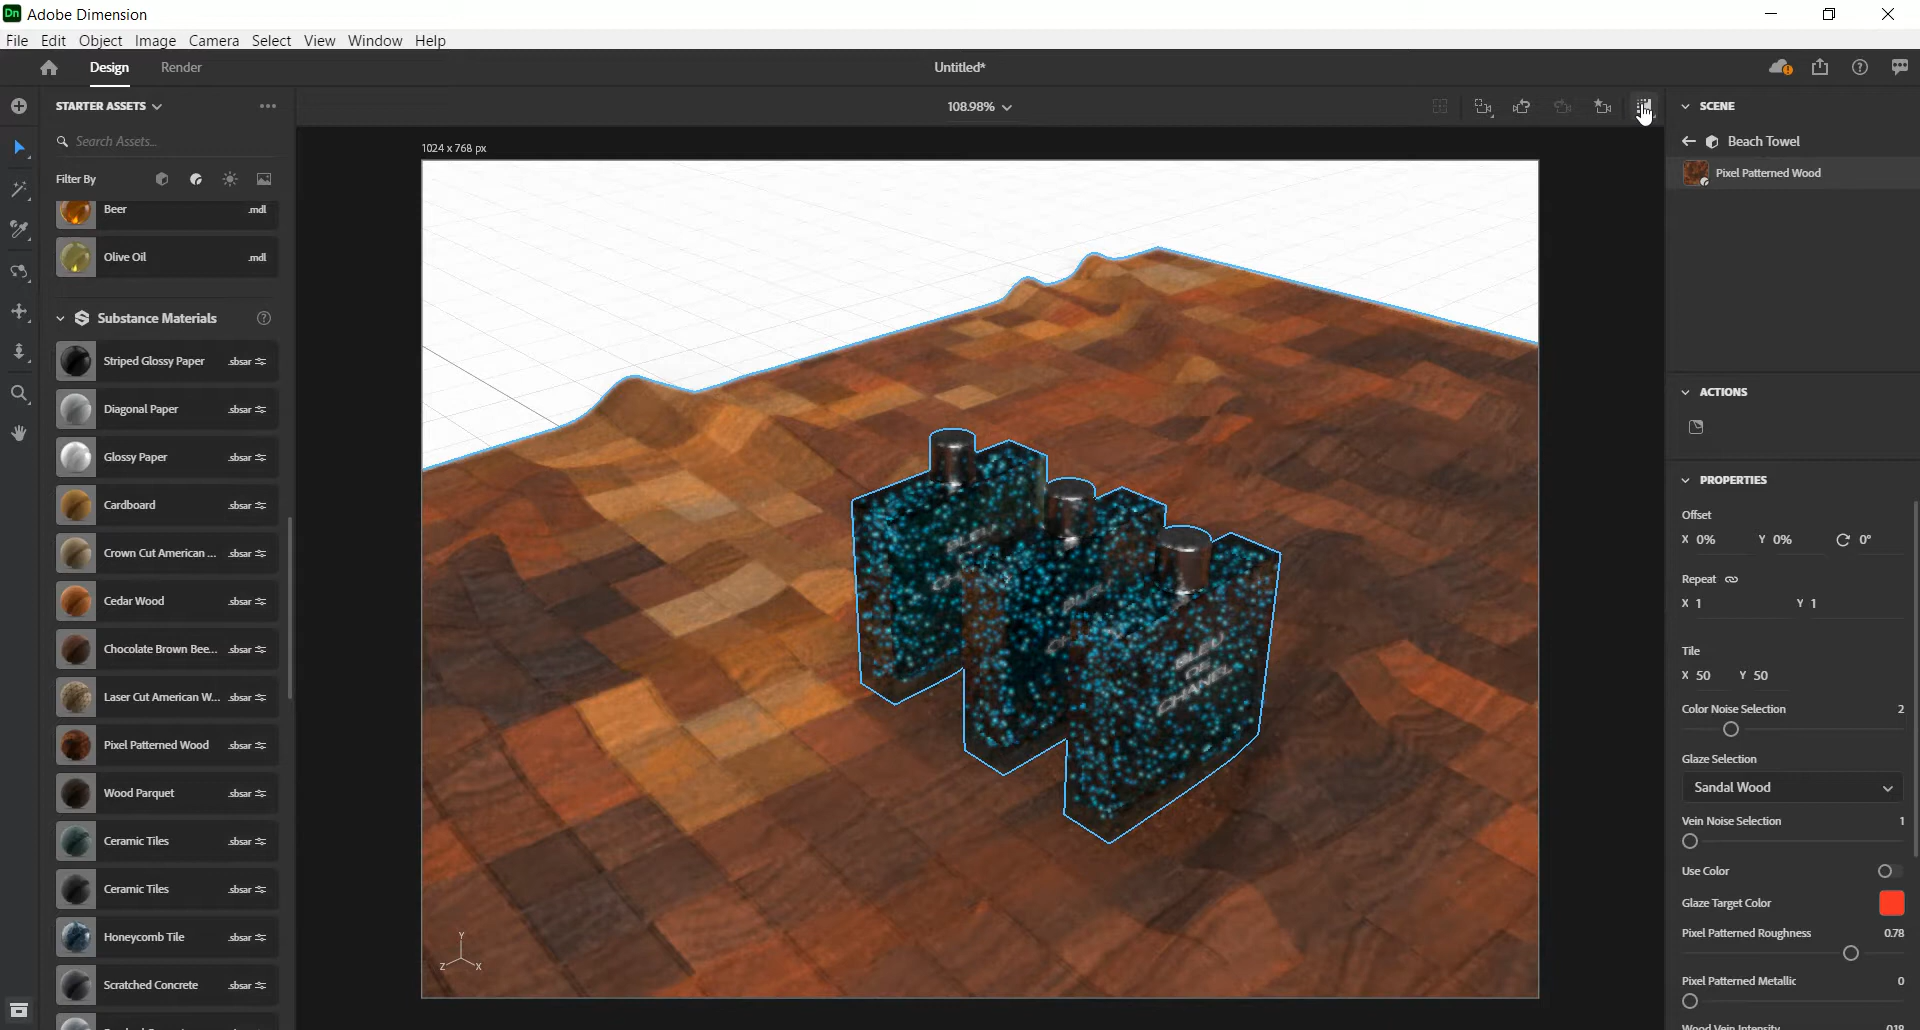 Dn Adobe Dimension
File Edit Object Image Camera Select View Window Help
Design Render Untitled*
STARTER ASSETS
108.98%
Search Assets...
Filter By
Beer .mdl
Olive Oil .mdl
Substance Materials
Striped Glossy Paper .sbsar
Diagonal Paper .sbsar
Glossy Paper .sbsar
Cardboard .sbsar
Crown Cut American ... .sbsar
Cedar Wood .sbsar
Chocolate Brown Bee... .sbsar
Laser Cut American W... .sbsar
Pixel Patterned Wood .sbsar
Wood Parquet .sbsar
Ceramic Tiles .sbsar
Ceramic Tiles .sbsar
Honeycomb Tile .sbsar
Scratched Concrete .sbsar
1024 x 768 px
BLEU
DE
CHANEL
Y
Z X
SCENE
Beach Towel
Pixel Patterned Wood
ACTIONS
PROPERTIES
Offset
X 0% Y 0% 0°
Repeat
X 1 Y 1
Tile
X 50 Y 50
Color Noise Selection 2
Glaze Selection
Sandal Wood
Vein Noise Selection 1
Use Color
Glaze Target Color
Pixel Patterned Roughness 0.78
Pixel Patterned Metallic 0
Wood Vein Intensity